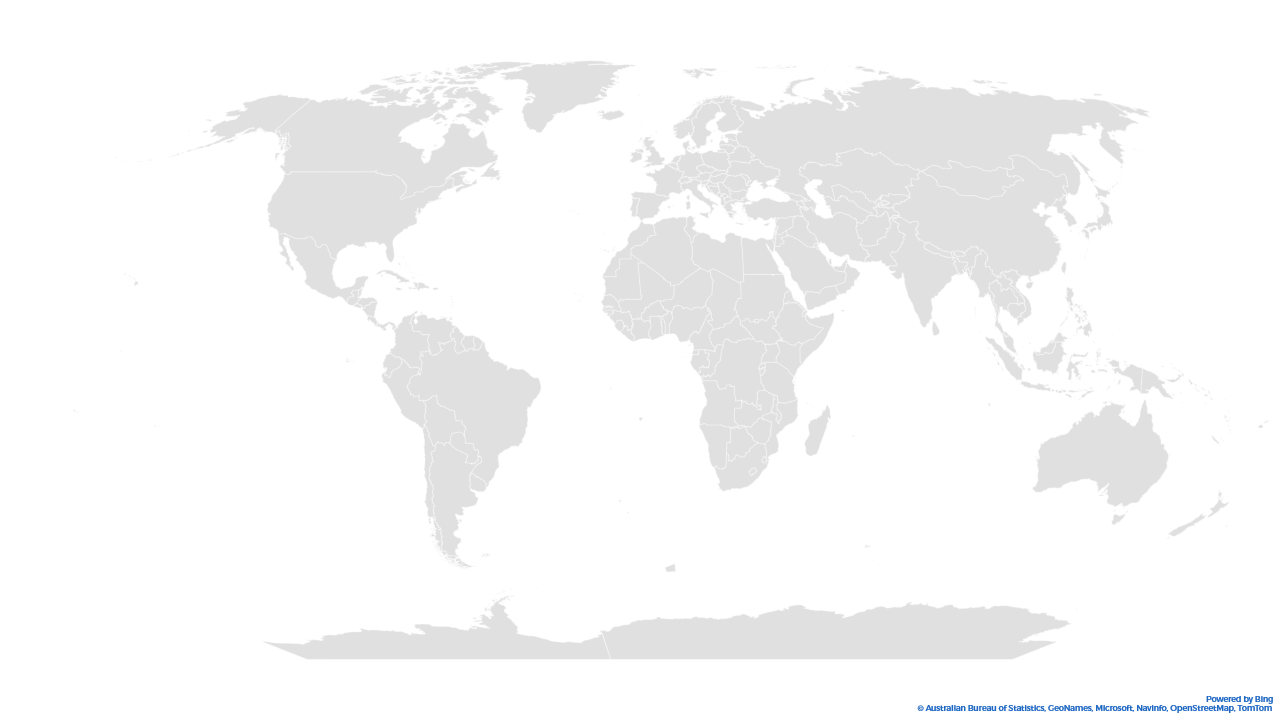 Powered by Bing
© Australian Bureau of Statistics, GeoNames, Microsoft, Navinfo, OpenStreetMap, TomTom